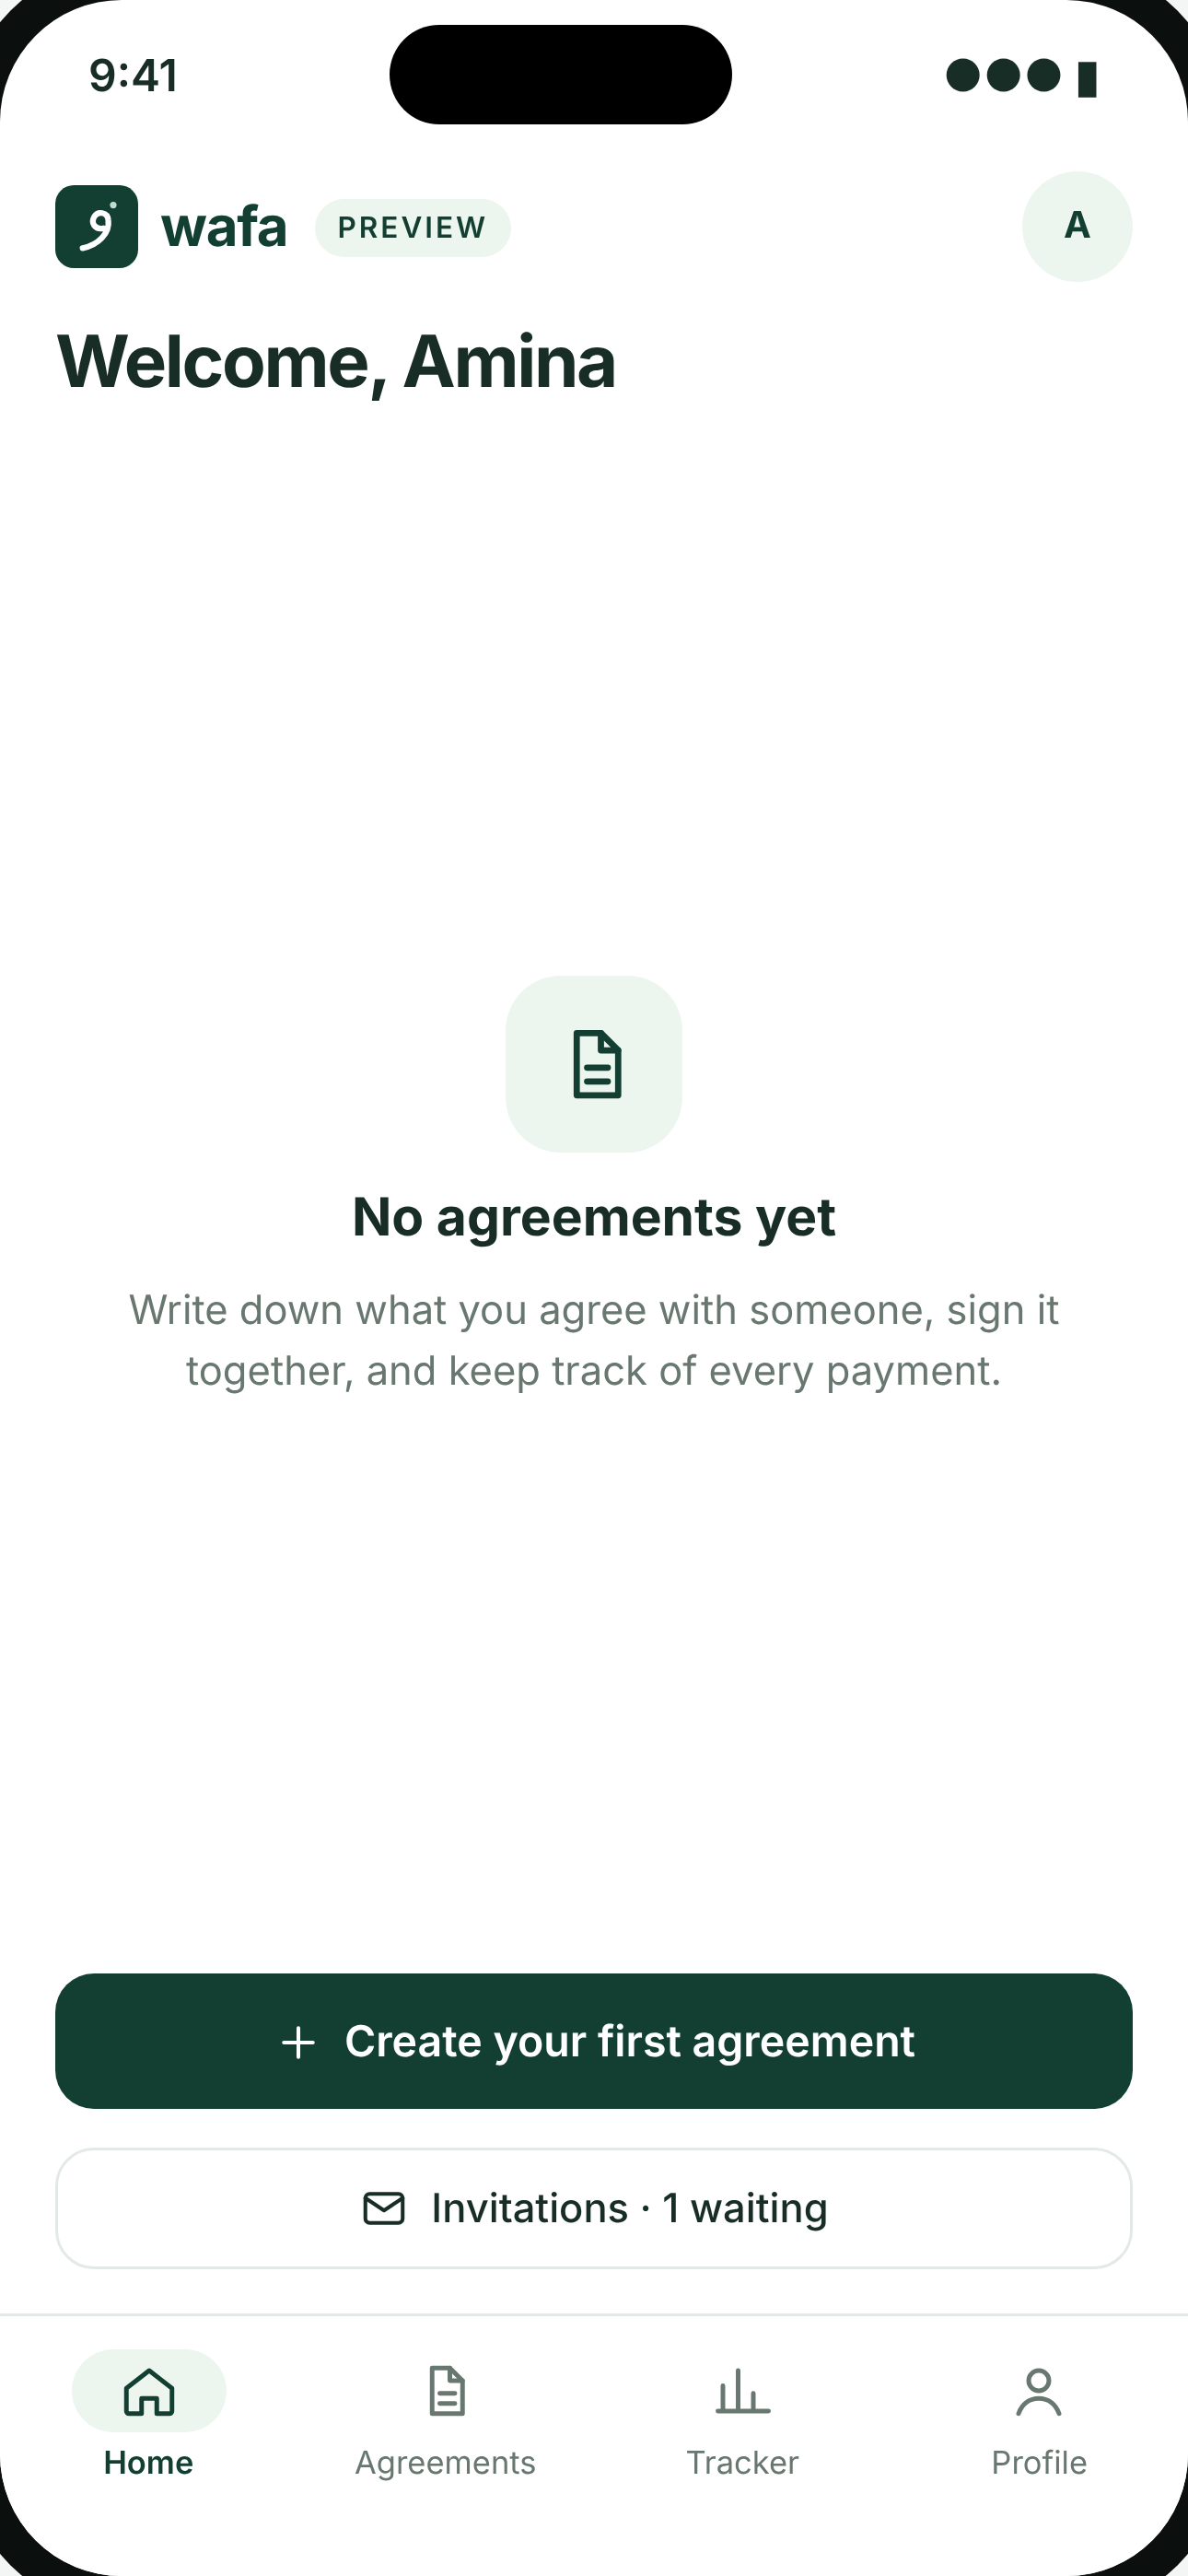 9:41
و wafa PREVIEW A
Welcome, Amina
No agreements yet
Write down what you agree with someone, sign it
together, and keep track of every payment.
+ Create your first agreement
Invitations · 1 waiting
Home Agreements Tracker Profile